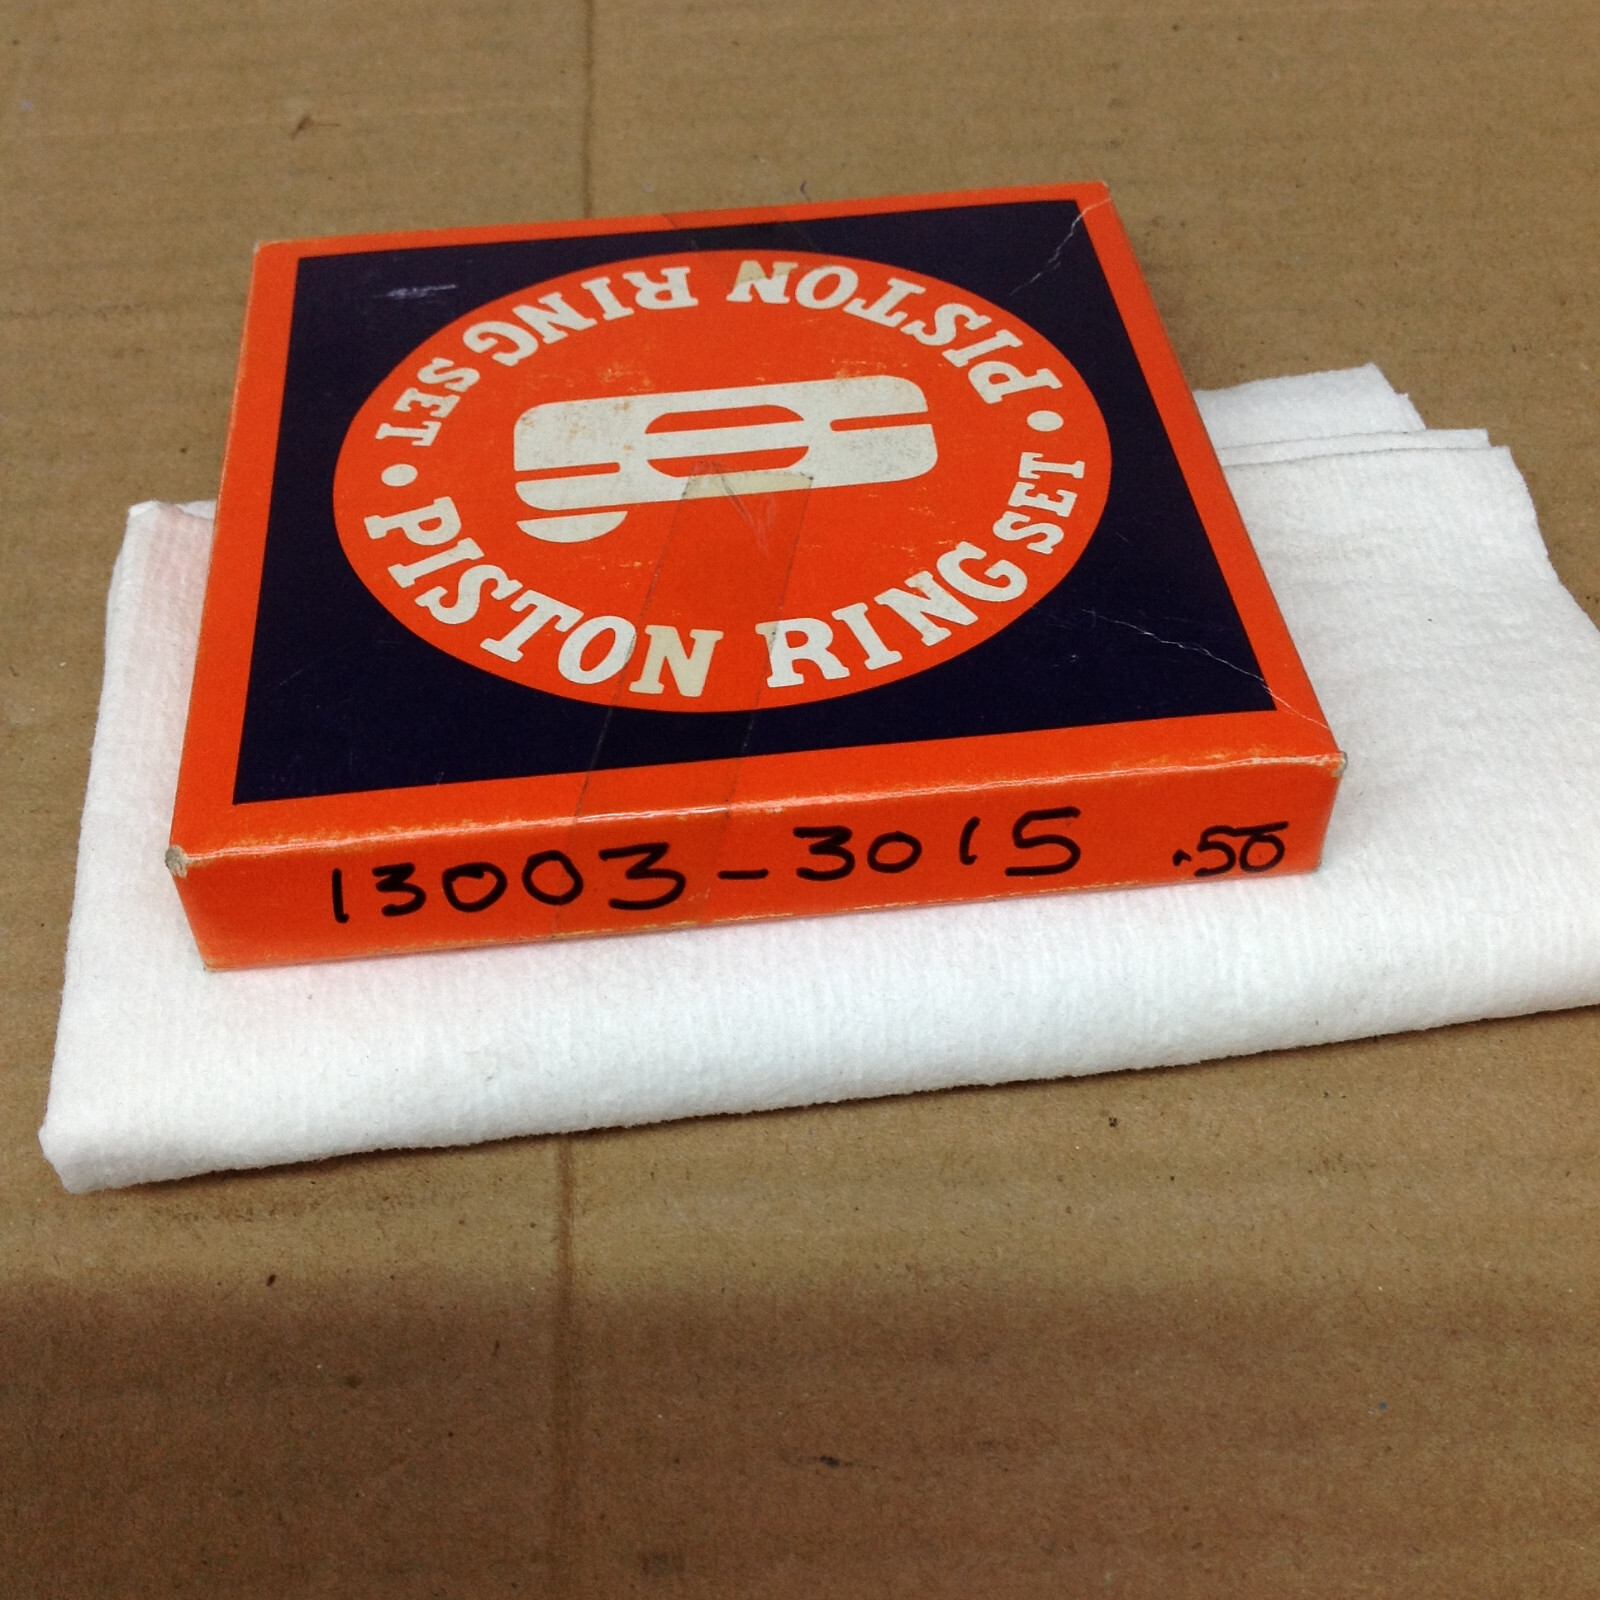 PISTON RING SET
PISTON RING SET
13003-3015 .50